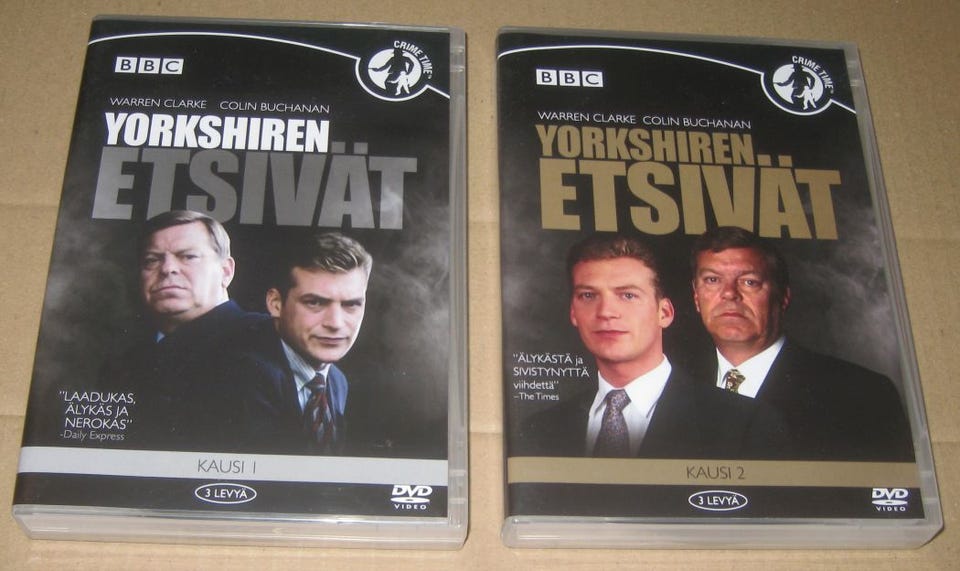 BBC
CRIME TIME™
WARREN CLARKE COLIN BUCHANAN
YORKSHIREN
ETSIVÄT
"LAADUKAS,
ÄLYKÄS JA
NEROKAS"
-Daily Express
KAUSI 1
3 LEVYÄ
DVD
VIDEO
BBC
CRIME TIME™
WARREN CLARKE COLIN BUCHANAN
YORKSHIREN
ETSIVÄT
"ÄLYKÄSTÄ ja
SIVISTYNYTTÄ
viihdettä"
–The Times
KAUSI 2
3 LEVYÄ
DVD
VIDEO